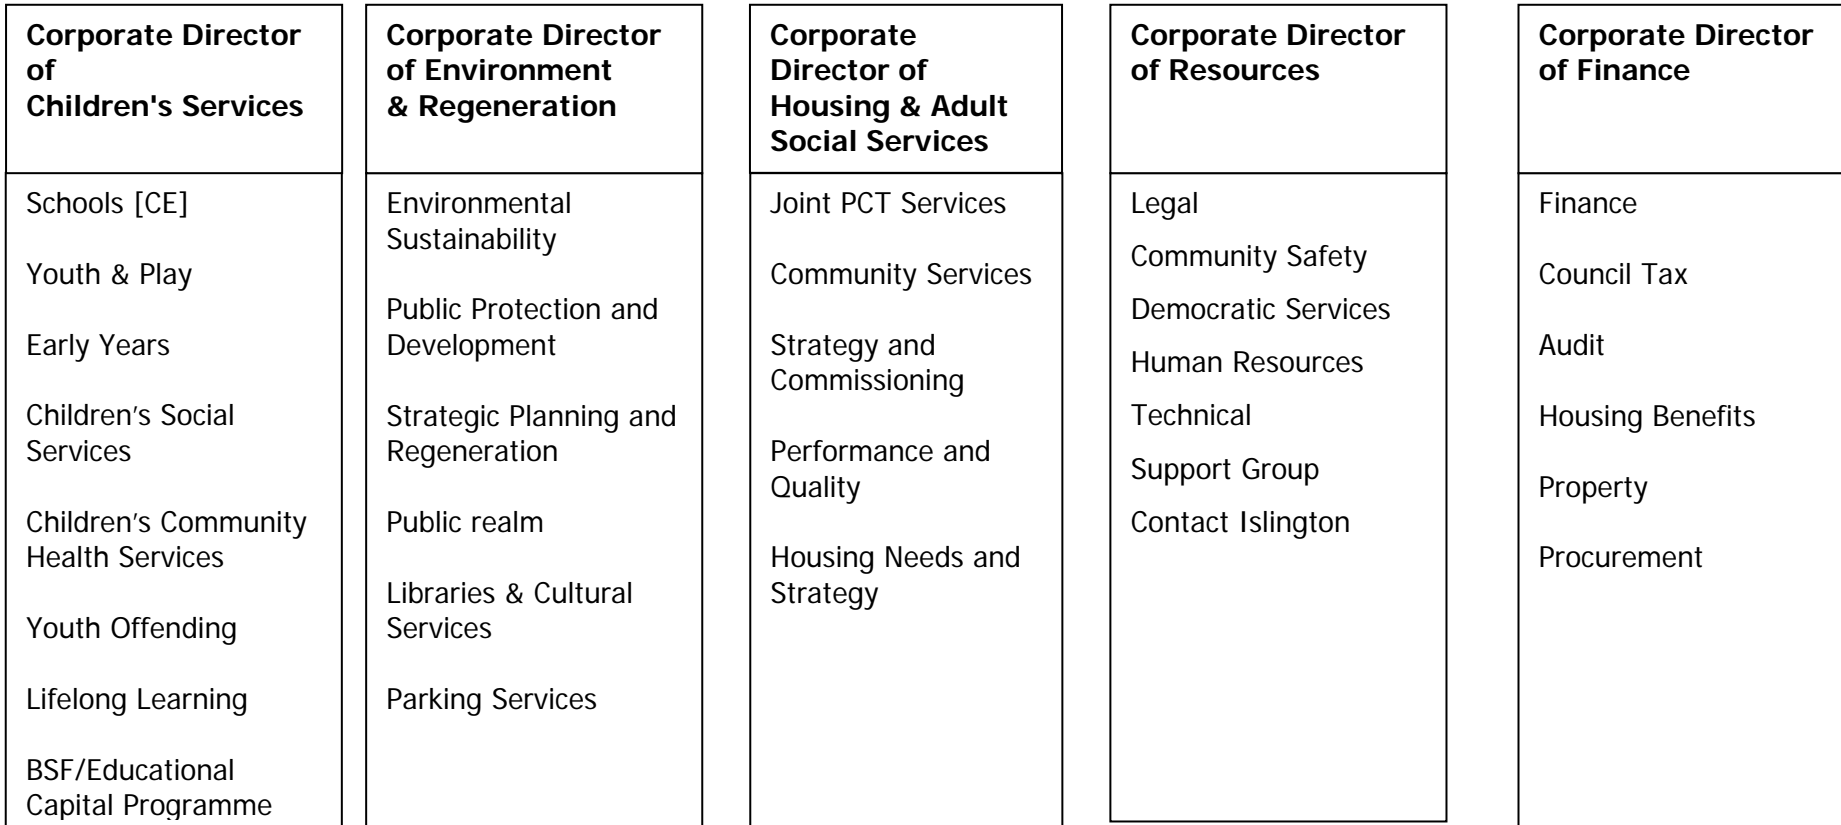 Corporate Director
of
Children's Services
Schools [CE]
Youth & Play
Early Years
Children’s Social
Services
Children’s Community
Health Services
Youth Offending
Lifelong Learning
BSF/Educational
Capital Programme
Corporate Director
of Environment
& Regeneration
Environmental
Sustainability
Public Protection and
Development
Strategic Planning and
Regeneration
Public realm
Libraries & Cultural
Services
Parking Services
Corporate
Director of
Housing & Adult
Social Services
Joint PCT Services
Community Services
Strategy and
Commissioning
Performance and
Quality
Housing Needs and
Strategy
Corporate Director
of Resources
Legal
Community Safety
Democratic Services
Human Resources
Technical
Support Group
Contact Islington
Corporate Director
of Finance
Finance
Council Tax
Audit
Housing Benefits
Property
Procurement